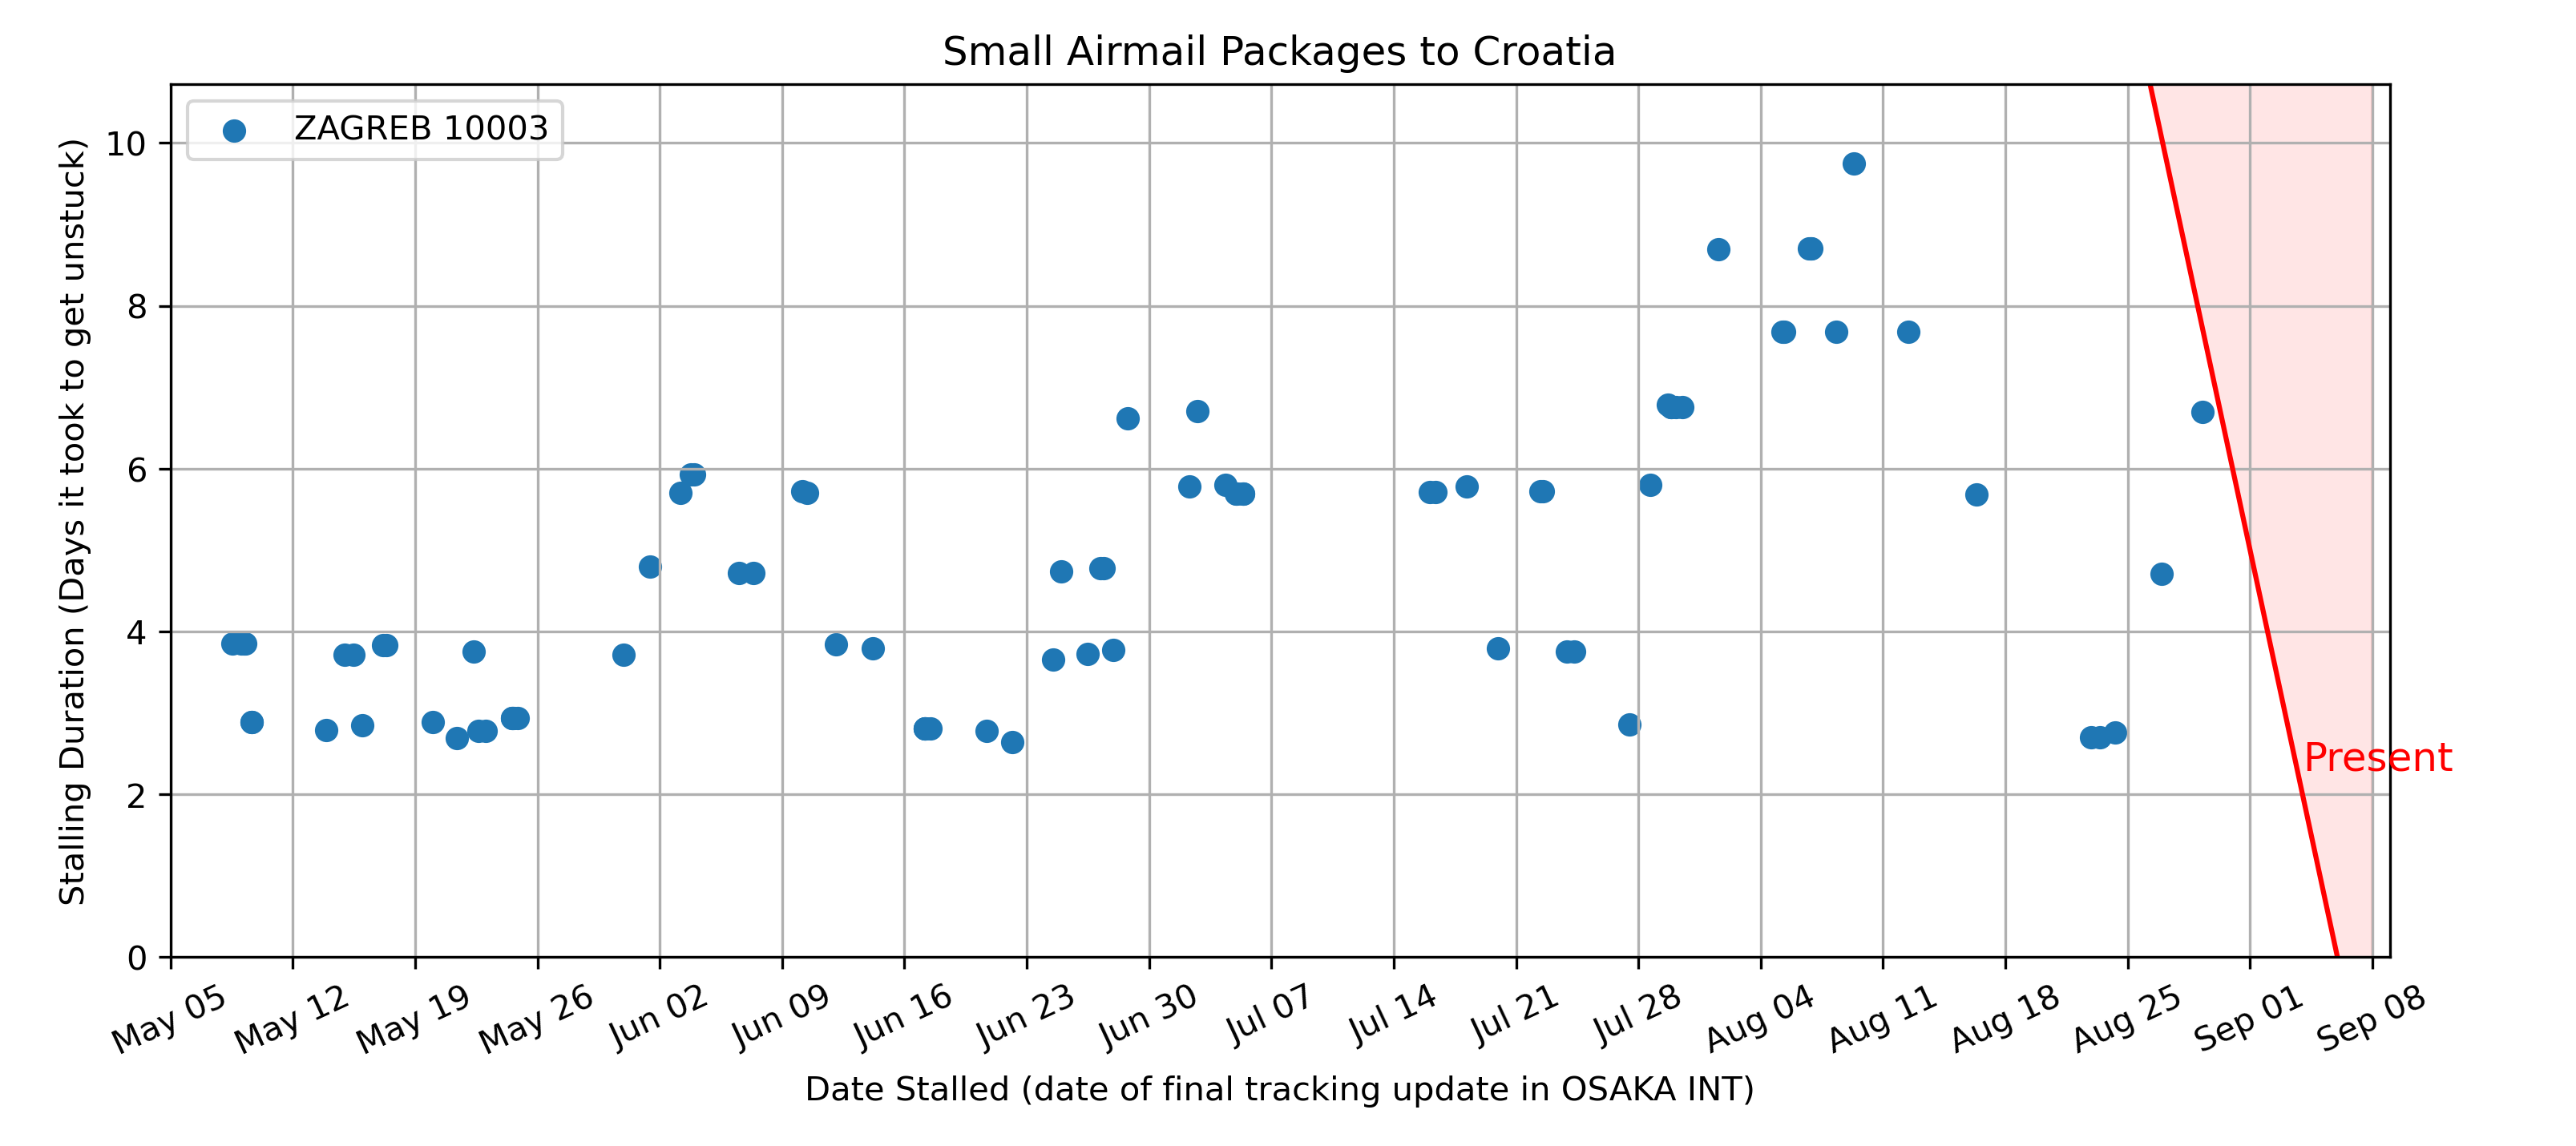 Small Airmail Packages to Croatia
ZAGREB 10003
Stalling Duration (Days it took to get unstuck)
10
8
6
4
2
0
Present
May 05 May 12 May 19 May 26 Jun 02 Jun 09 Jun 16 Jun 23 Jun 30 Jul 07 Jul 14 Jul 21 Jul 28 Aug 04 Aug 11 Aug 18 Aug 25 Sep 01 Sep 08
Date Stalled (date of final tracking update in OSAKA INT)